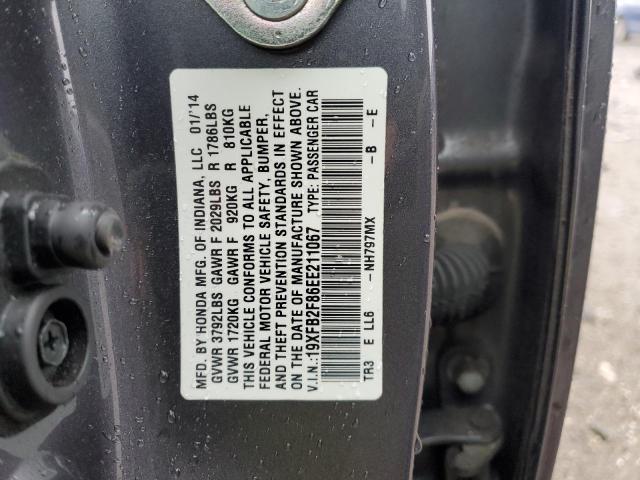 MFD. BY HONDA MFG. OF INDIANA, LLC 01/'14
GVWR 3792LBS GAWR F 2029LBS R 1786LBS
GVWR 1720KG GAWR F 920KG R 810KG
THIS VEHICLE CONFORMS TO ALL APPLICABLE
FEDERAL MOTOR VEHICLE SAFETY, BUMPER,
AND THEFT PREVENTION STANDARDS IN EFFECT
ON THE DATE OF MANUFACTURE SHOWN ABOVE.
V.I.N.:19XFB2F86EE211067 TYPE: PASSENGER CAR
TR3 E LL6 -NH797MX -B -E